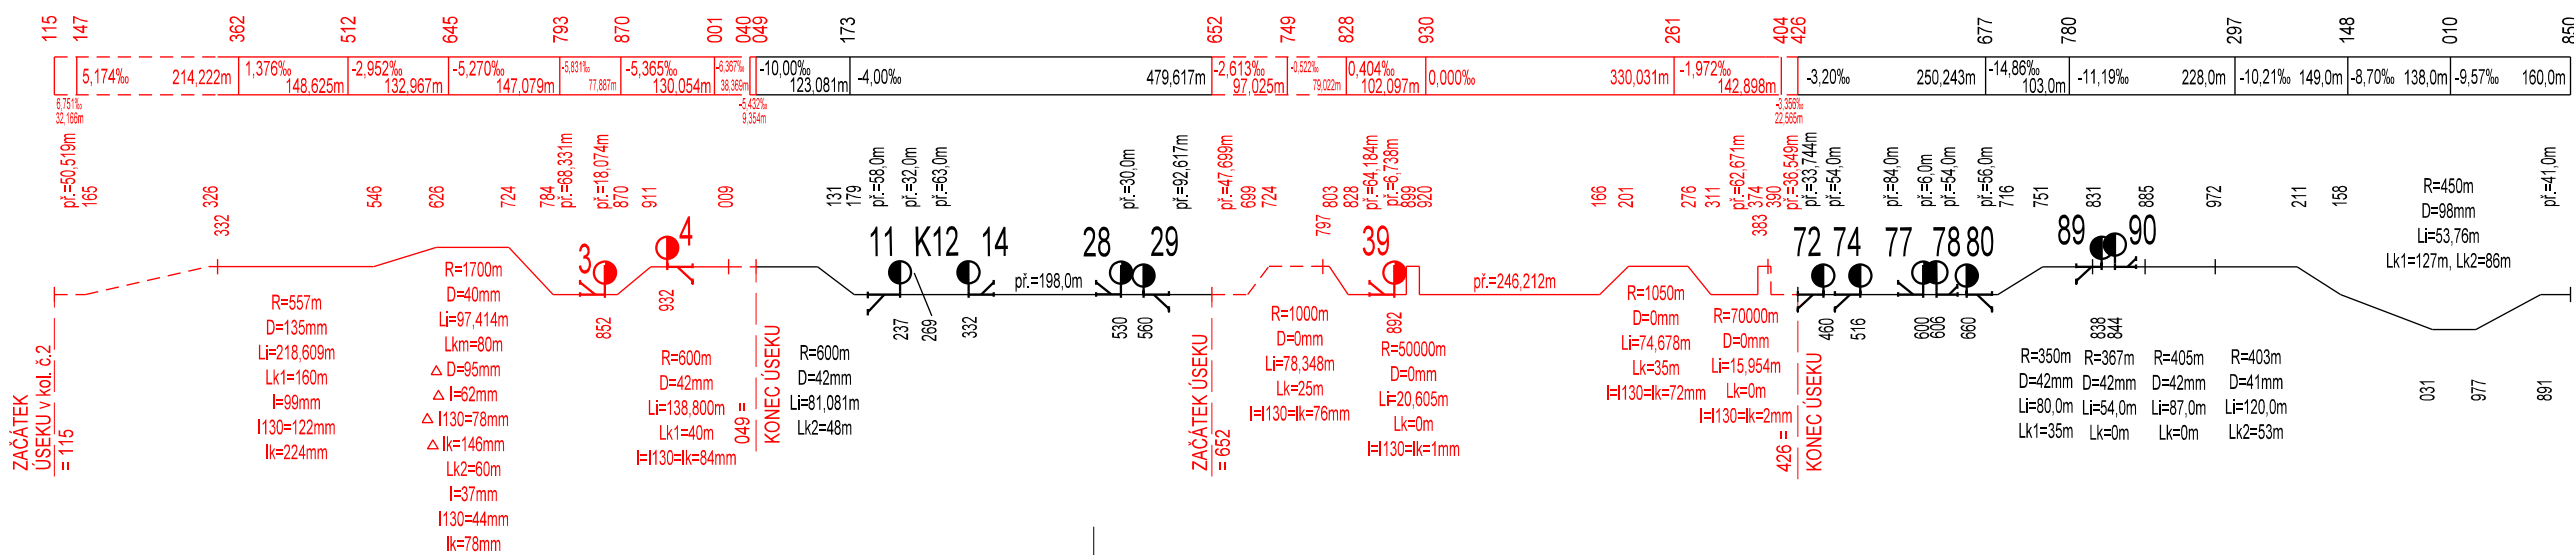 115 147 362 512 645 793 870 001 040 049 173 652 749 828 930 261 404 426 677 780 297 148 010 850
5,174‰ 214,222m 1,376‰ 148,625m -2,952‰ 132,967m -5,270‰ 147,079m -5,831‰ 77,887m -5,365‰ 130,054m -6,367‰ 38,369m -10,00‰ 123,081m -4,00‰ 479,617m -2,613‰ 97,025m -0,522‰ 79,022m 0,404‰ 102,097m 0,000‰ 330,031m -1,972‰ 142,898m -3,20‰ 250,243m -14,86‰ 103,0m -11,19‰ 228,0m -10,21‰ 149,0m -8,70‰ 138,0m -9,57‰ 160,0m
6,751‰
32,166m
-5,432‰
9,354m
-3,356‰
22,565m
př.=50,519m 165 326 332 546 626 724 784 př.=68,331m př.=18,074m 870 911 009 131 179 př.=58,0m př.=32,0m př.=63,0m př.=30,0m př.=92,617m př.=47,699m 699 724 797 803 828 př.=64,184m př.=6,738m 899 920 166 201 276 311 př.=62,671m 374 383 390 př.=36,549m př.=33,744m př.=54,0m př.=84,0m př.=6,0m př.=54,0m př.=56,0m 716 751 831 885 972 211 158 př.=41,0m
R=450m
D=98mm
Li=53,76m
Lk1=127m, Lk2=86m
3 4 11 K12 14 28 29 39 72 74 77 78 80 89 90
př.=198,0m
př.=246,212m
852 932 237 269 332 530 560 892 460 516 600 606 660 838 844 031 977 891
ZAČÁTEK
ÚSEKU v kol. č.2
= 115
R=557m
D=135mm
Li=218,609m
Lk1=160m
I=99mm
I130=122mm
Ik=224mm
R=1700m
D=40mm
Li=97,414m
Lkm=80m
△ D=95mm
△ I=62mm
△ I130=78mm
△ Ik=146mm
Lk2=60m
I=37mm
I130=44mm
Ik=78mm
R=600m
D=42mm
Li=138,800m
Lk1=40m
I=I130=Ik=84mm
049 =
KONEC ÚSEKU
R=600m
D=42mm
Li=81,081m
Lk2=48m
ZAČÁTEK ÚSEKU
= 652
R=1000m
D=0mm
Li=78,348m
Lk=25m
I=I130=Ik=76mm
R=50000m
D=0mm
Li=20,605m
Lk=0m
I=I130=Ik=1mm
R=1050m
D=0mm
Li=74,678m
Lk=35m
I=I130=Ik=72mm
R=70000m
D=0mm
Li=15,954m
Lk=0m
I=I130=Ik=2mm
426 =
KONEC ÚSEKU
R=350m
D=42mm
Li=80,0m
Lk1=35m
R=367m
D=42mm
Li=54,0m
Lk=0m
R=405m
D=42mm
Li=87,0m
Lk=0m
R=403m
D=41mm
Li=120,0m
Lk2=53m